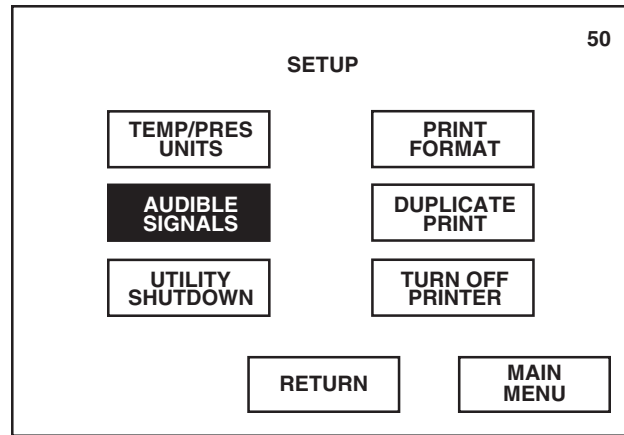 50
SETUP
TEMP/PRES
UNITS
PRINT
FORMAT
AUDIBLE
SIGNALS
DUPLICATE
PRINT
UTILITY
SHUTDOWN
TURN OFF
PRINTER
RETURN
MAIN
MENU